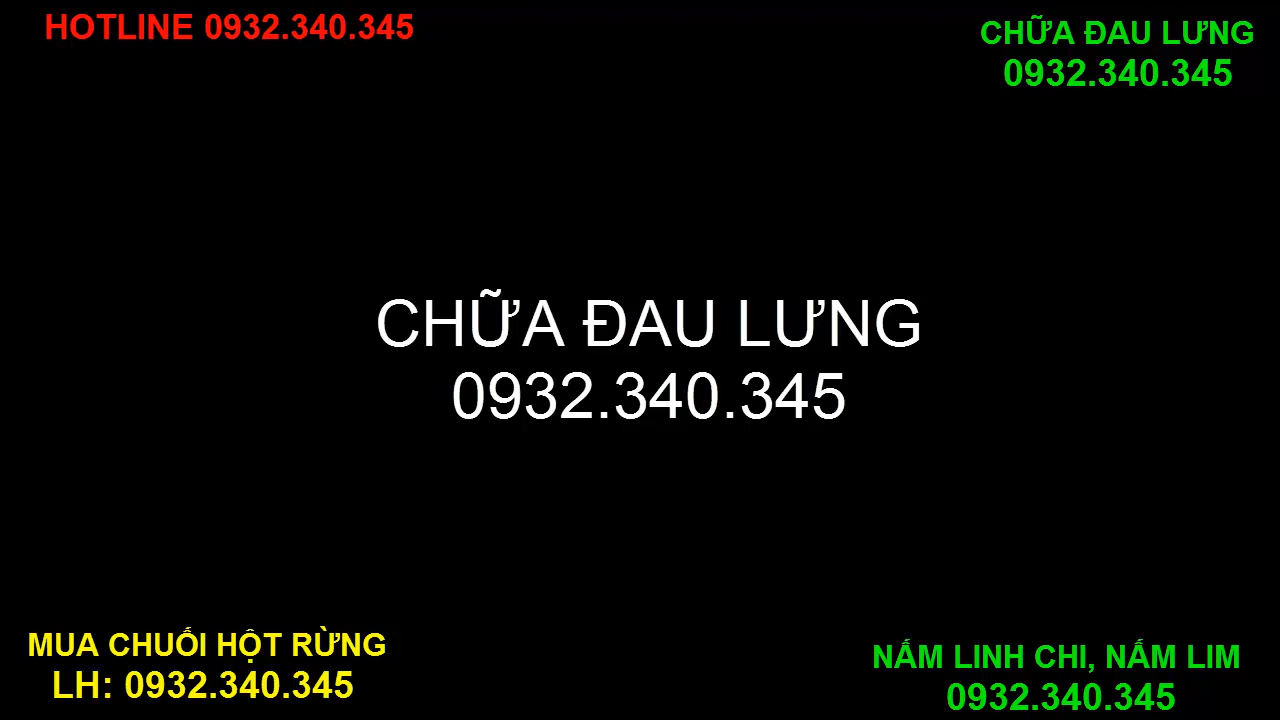 HOTLINE 0932.340.345
CHỮA ĐAU LƯNG
0932.340.345
CHỮA ĐAU LƯNG
0932.340.345
MUA CHUỐI HỘT RỪNG
LH: 0932.340.345
NẤM LINH CHI, NẤM LIM
0932.340.345